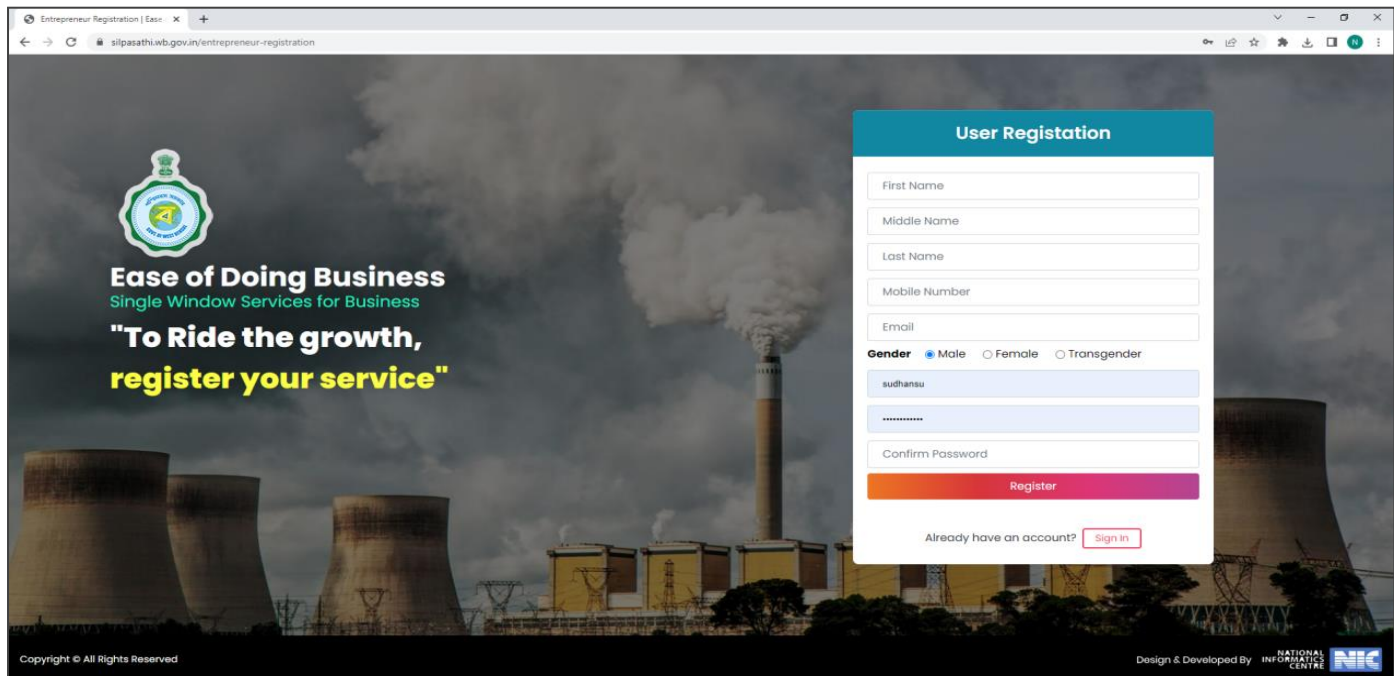 Entrepreneur Registration | Ease
silpasathi.wb.gov.in/entrepreneur-registration
N
Ease of Doing Business
Single Window Services for Business
"To Ride the growth,
register your service"
User Registation
First Name
Middle Name
Last Name
Mobile Number
Email
Gender Male Female Transgender
sudhansu
Confirm Password
Register
Already have an account? Sign In
Copyright © All Rights Reserved
Design & Developed By NATIONAL INFORMATICS CENTRE NIC